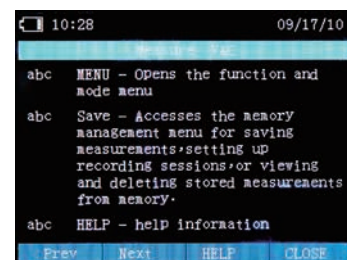 10:28 09/17/10
Measure
abc MENU - Opens the function and
mode menu
abc Save - Accesses the memory
management menu for saving
measurements,setting up
recording sessions,or viewing
and deleting stored measurements
from memory.
abc HELP - help information
Prev Next HELP CLOSE